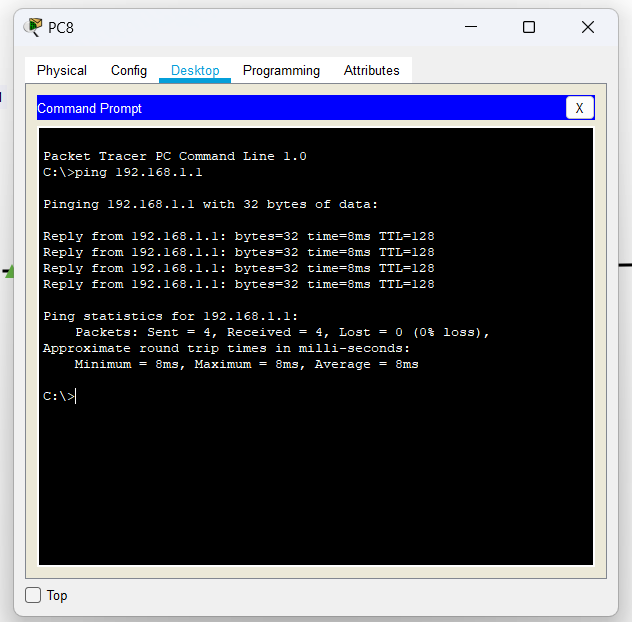 PC8
Physical Config Desktop Programming Attributes
Command Prompt X
Packet Tracer PC Command Line 1.0
C:\>ping 192.168.1.1
Pinging 192.168.1.1 with 32 bytes of data:
Reply from 192.168.1.1: bytes=32 time=8ms TTL=128
Reply from 192.168.1.1: bytes=32 time=8ms TTL=128
Reply from 192.168.1.1: bytes=32 time=8ms TTL=128
Reply from 192.168.1.1: bytes=32 time=8ms TTL=128
Ping statistics for 192.168.1.1:
    Packets: Sent = 4, Received = 4, Lost = 0 (0% loss),
Approximate round trip times in milli-seconds:
    Minimum = 8ms, Maximum = 8ms, Average = 8ms
C:\>
Top